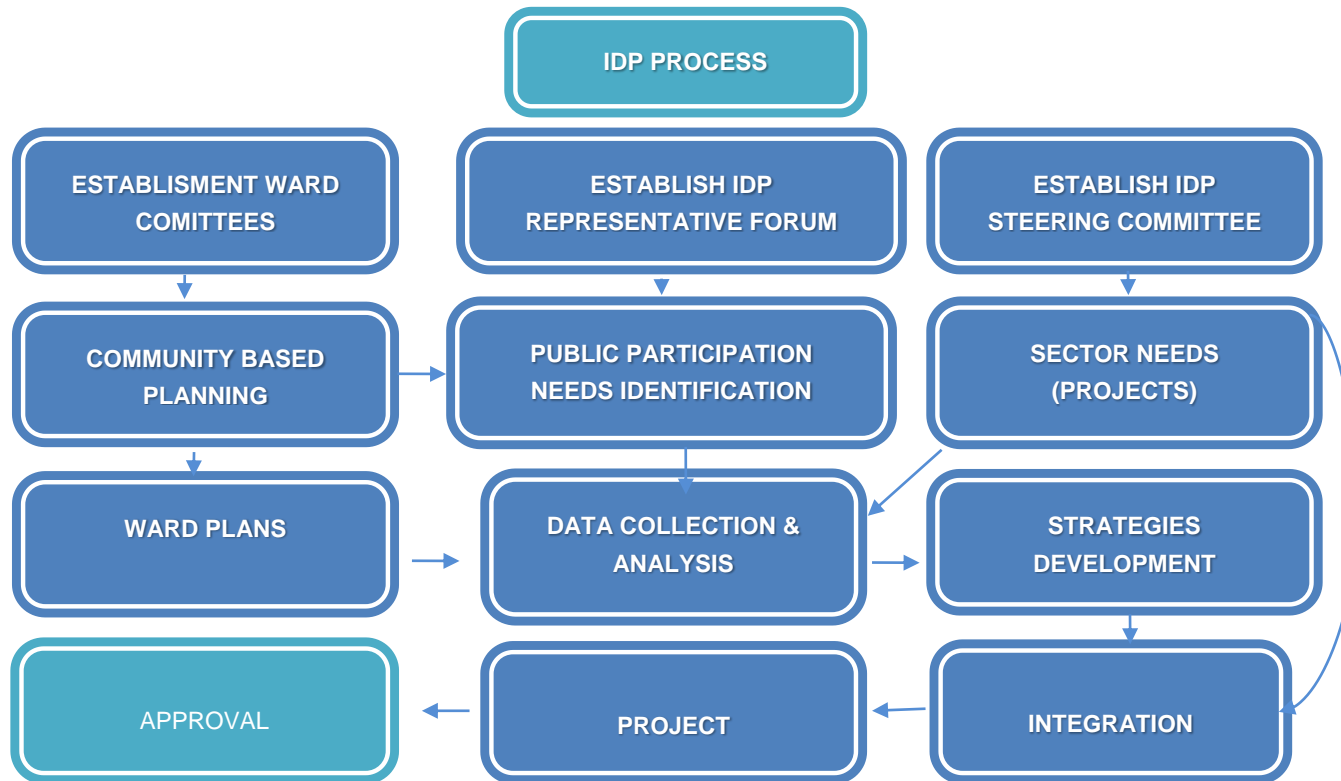 IDP PROCESS
ESTABLISMENT WARD
COMITTEES
ESTABLISH IDP
REPRESENTATIVE FORUM
ESTABLISH IDP
STEERING COMMITTEE
COMMUNITY BASED
PLANNING
PUBLIC PARTICIPATION
NEEDS IDENTIFICATION
SECTOR NEEDS
(PROJECTS)
WARD PLANS
DATA COLLECTION &
ANALYSIS
STRATEGIES
DEVELOPMENT
APPROVAL
PROJECT
INTEGRATION